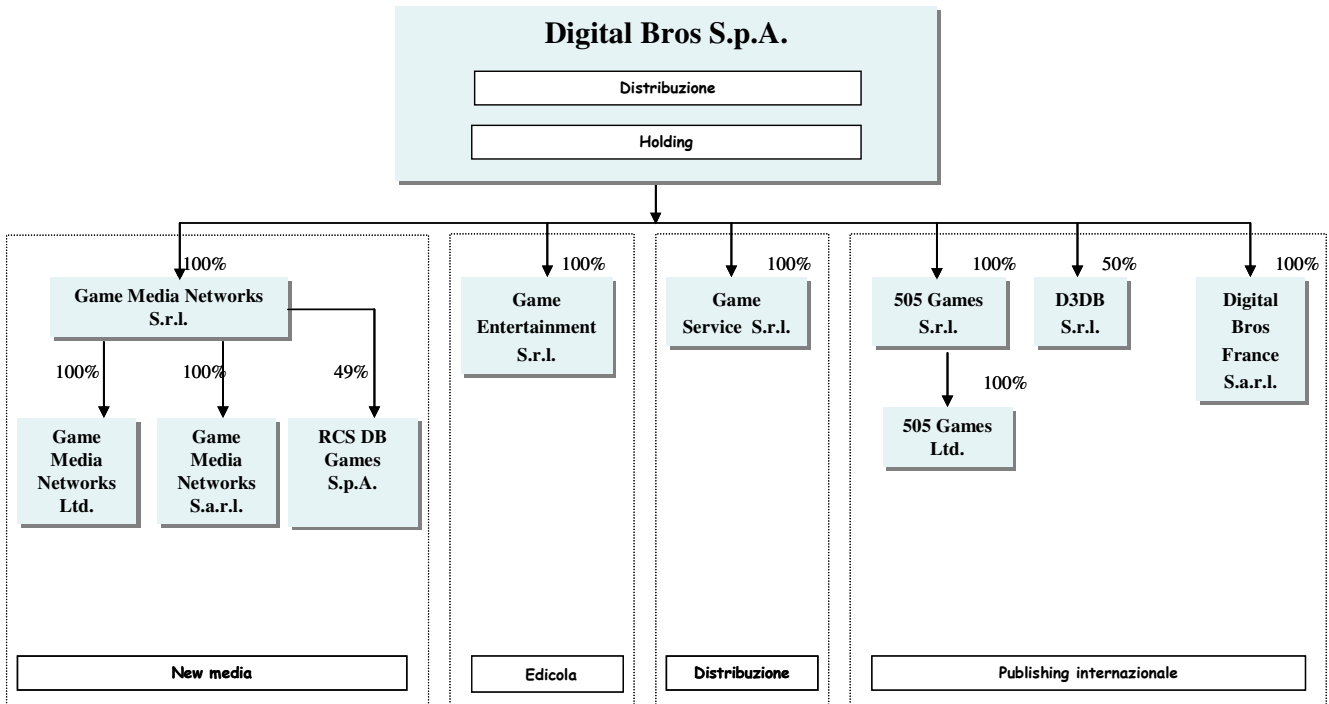 Digital Bros S.p.A.
Distribuzione
Holding
100%
Game Media Networks
S.r.l.
100%
100%
49%
Game
Media
Networks
Ltd.
Game
Media
Networks
S.a.r.l.
RCS DB
Games
S.p.A.
New media
100%
Game
Entertainment
S.r.l.
Edicola
100%
Game
Service S.r.l.
Distribuzione
100%
505 Games
S.r.l.
100%
505 Games
Ltd.
50%
D3DB
S.r.l.
100%
Digital
Bros
France
S.a.r.l.
Publishing internazionale